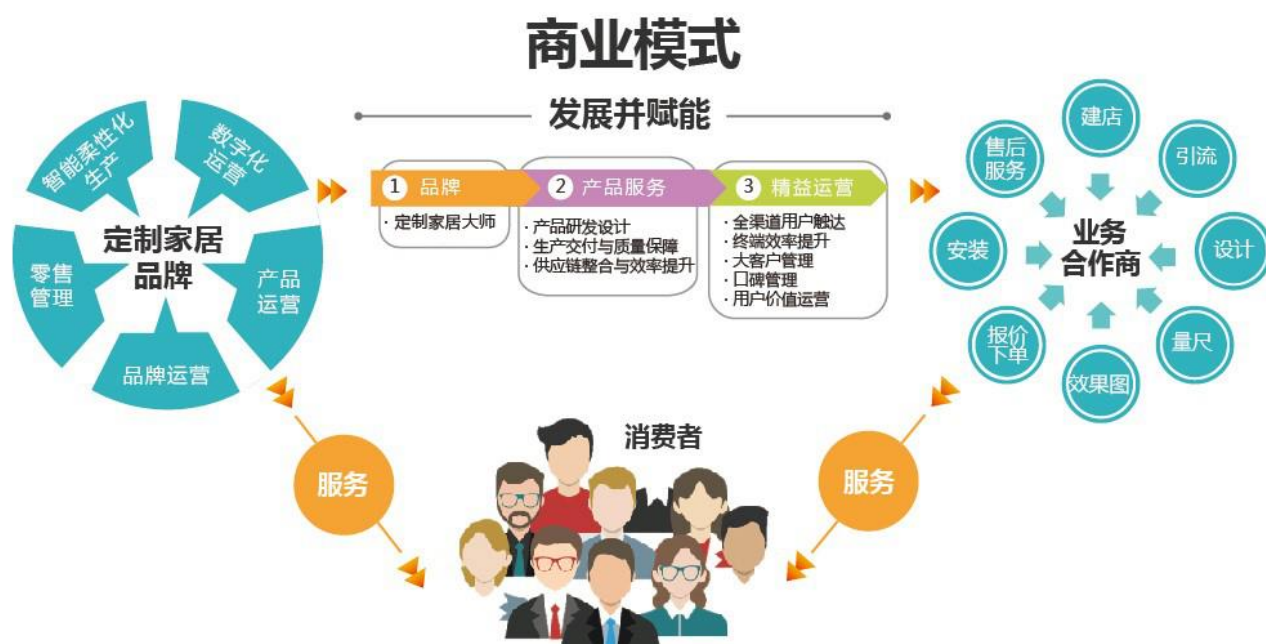 商业模式
发展并赋能
智能柔性化
生产
数字化
运营
定制家居
品牌
零售
管理
产品
运营
品牌运营
1 品牌
· 定制家居大师
2 产品服务
· 产品研发设计
· 生产交付与质量保障
· 供应链整合与效率提升
3 精益运营
· 全渠道用户触达
· 终端效率提升
· 大客户管理
· 口碑管理
· 用户价值运营
建店
引流
设计
量尺
效果图
报价
下单
安装
售后
服务
业务
合作商
消费者
服务
服务